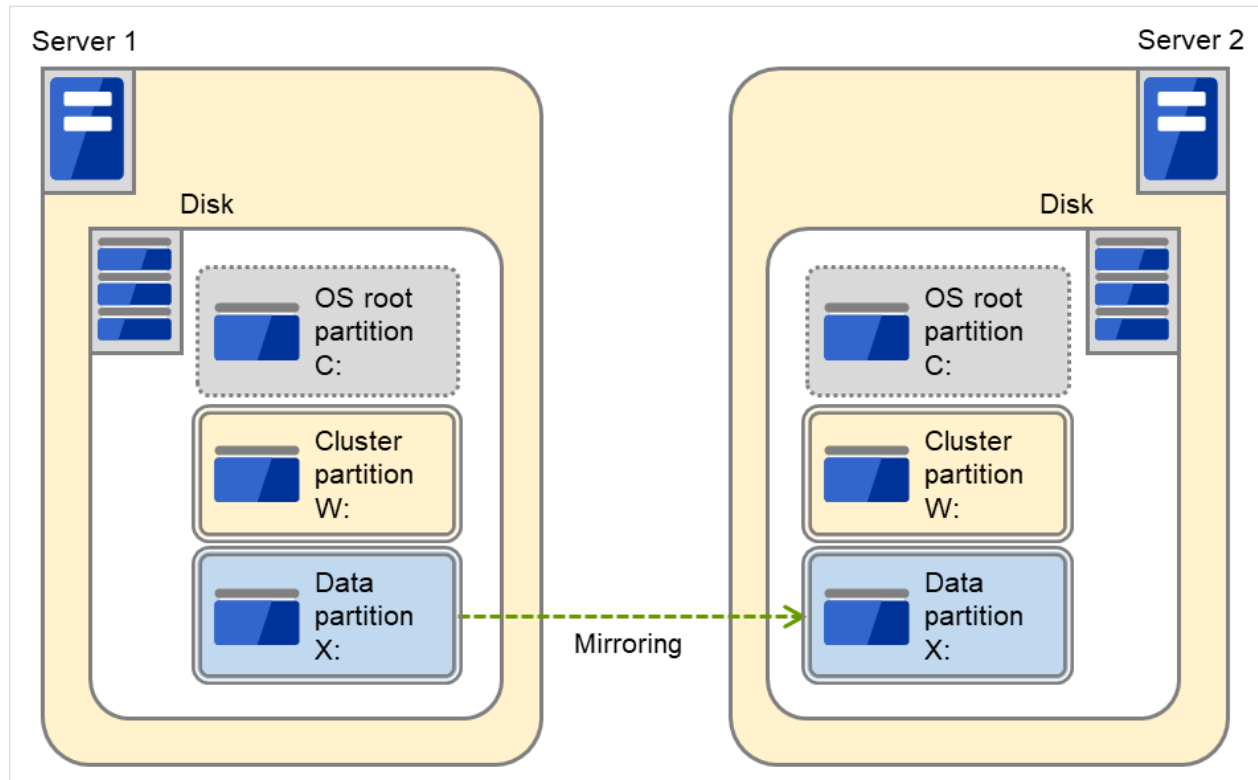 Server 1
Server 2
Disk
OS root
partition
C:
Cluster
partition
W:
Data
partition
X:
Mirroring
Disk
OS root
partition
C:
Cluster
partition
W:
Data
partition
X: